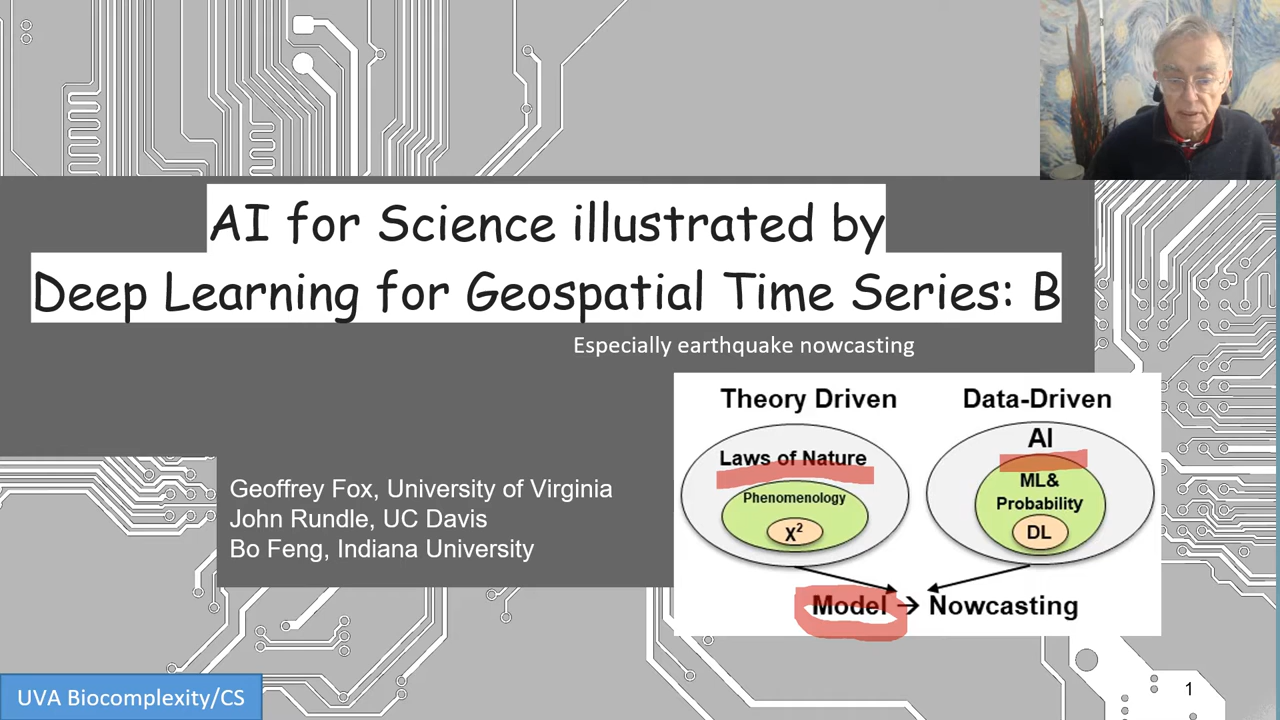 AI for Science illustrated by
Deep Learning for Geospatial Time Series: B
Especially earthquake nowcasting
Geoffrey Fox, University of Virginia
John Rundle, UC Davis
Bo Feng, Indiana University
Theory Driven
Laws of Nature
Phenomenology
X²
Data-Driven
AI
ML&
Probability
DL
Model → Nowcasting
UVA Biocomplexity/CS
1